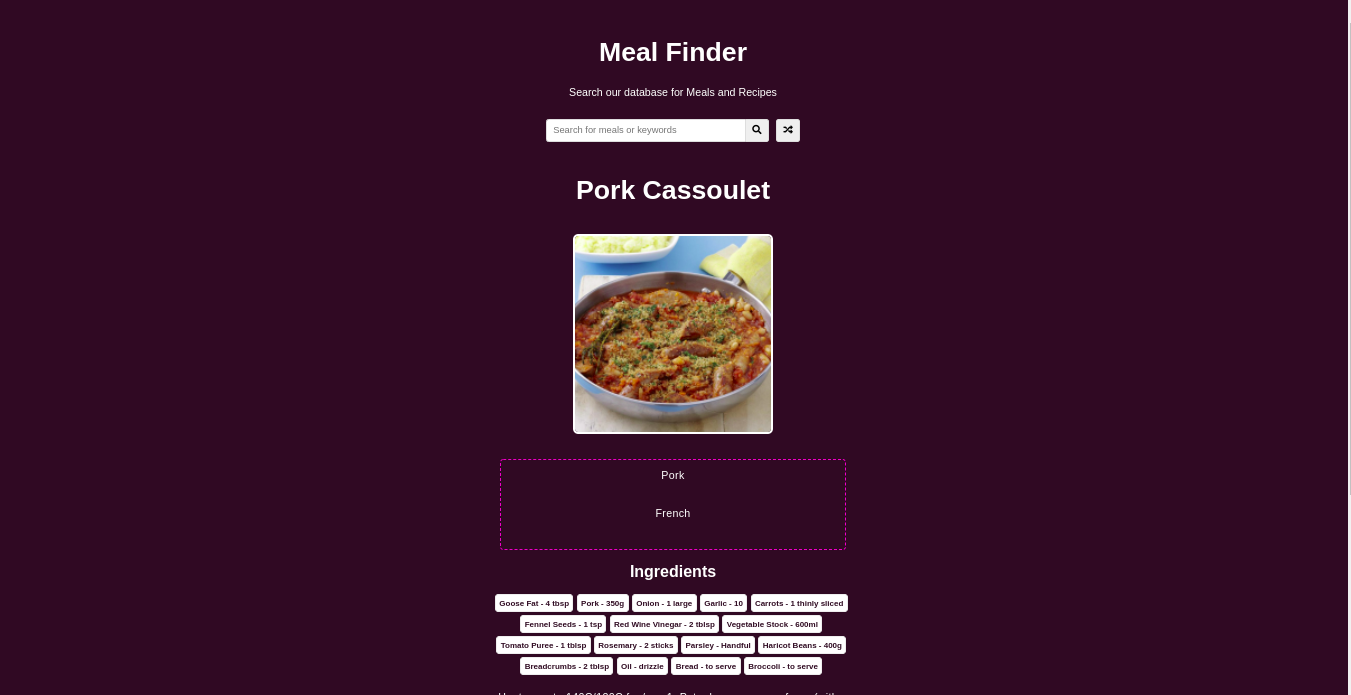 Meal Finder
Search our database for Meals and Recipes
Search for meals or keywords
Pork Cassoulet
Pork
French
Ingredients
Goose Fat - 4 tbsp Pork - 350g Onion - 1 large Garlic - 10 Carrots - 1 thinly sliced
Fennel Seeds - 1 tsp Red Wine Vinegar - 2 tblsp Vegetable Stock - 600ml
Tomato Puree - 1 tblsp Rosemary - 2 sticks Parsley - Handful Haricot Beans - 400g
Breadcrumbs - 2 tblsp Oil - drizzle Bread - to serve Broccoli - to serve